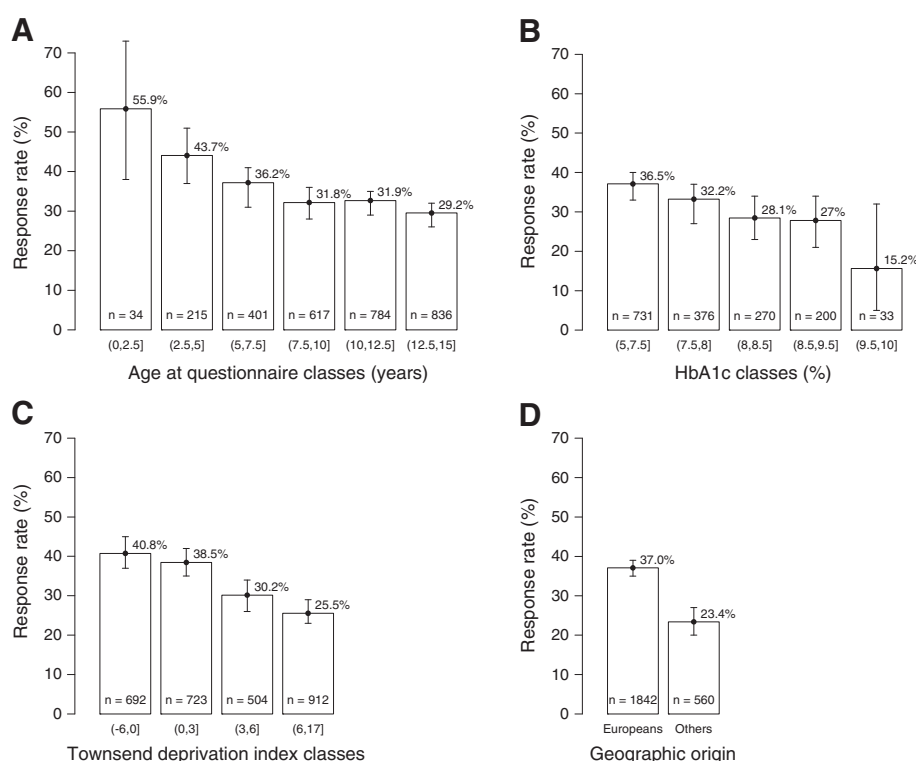 A
Response rate (%)
70
60
50
40
30
20
10
0
55.9%
43.7%
36.2%
31.8%
31.9%
29.2%
n = 34
n = 215
n = 401
n = 617
n = 784
n = 836
(0,2.5]
(2.5,5]
(5,7.5]
(7.5,10]
(10,12.5]
(12.5,15]
Age at questionnaire classes (years)
B
Response rate (%)
70
60
50
40
30
20
10
0
36.5%
32.2%
28.1%
27%
15.2%
n = 731
n = 376
n = 270
n = 200
n = 33
(5,7.5]
(7.5,8]
(8,8.5]
(8.5,9.5]
(9.5,10]
HbA1c classes (%)
C
Response rate (%)
70
60
50
40
30
20
10
0
40.8%
38.5%
30.2%
25.5%
n = 692
n = 723
n = 504
n = 912
(-6,0]
(0,3]
(3,6]
(6,17]
Townsend deprivation index classes
D
Response rate (%)
70
60
50
40
30
20
10
0
37.0%
23.4%
n = 1842
n = 560
Europeans
Others
Geographic origin